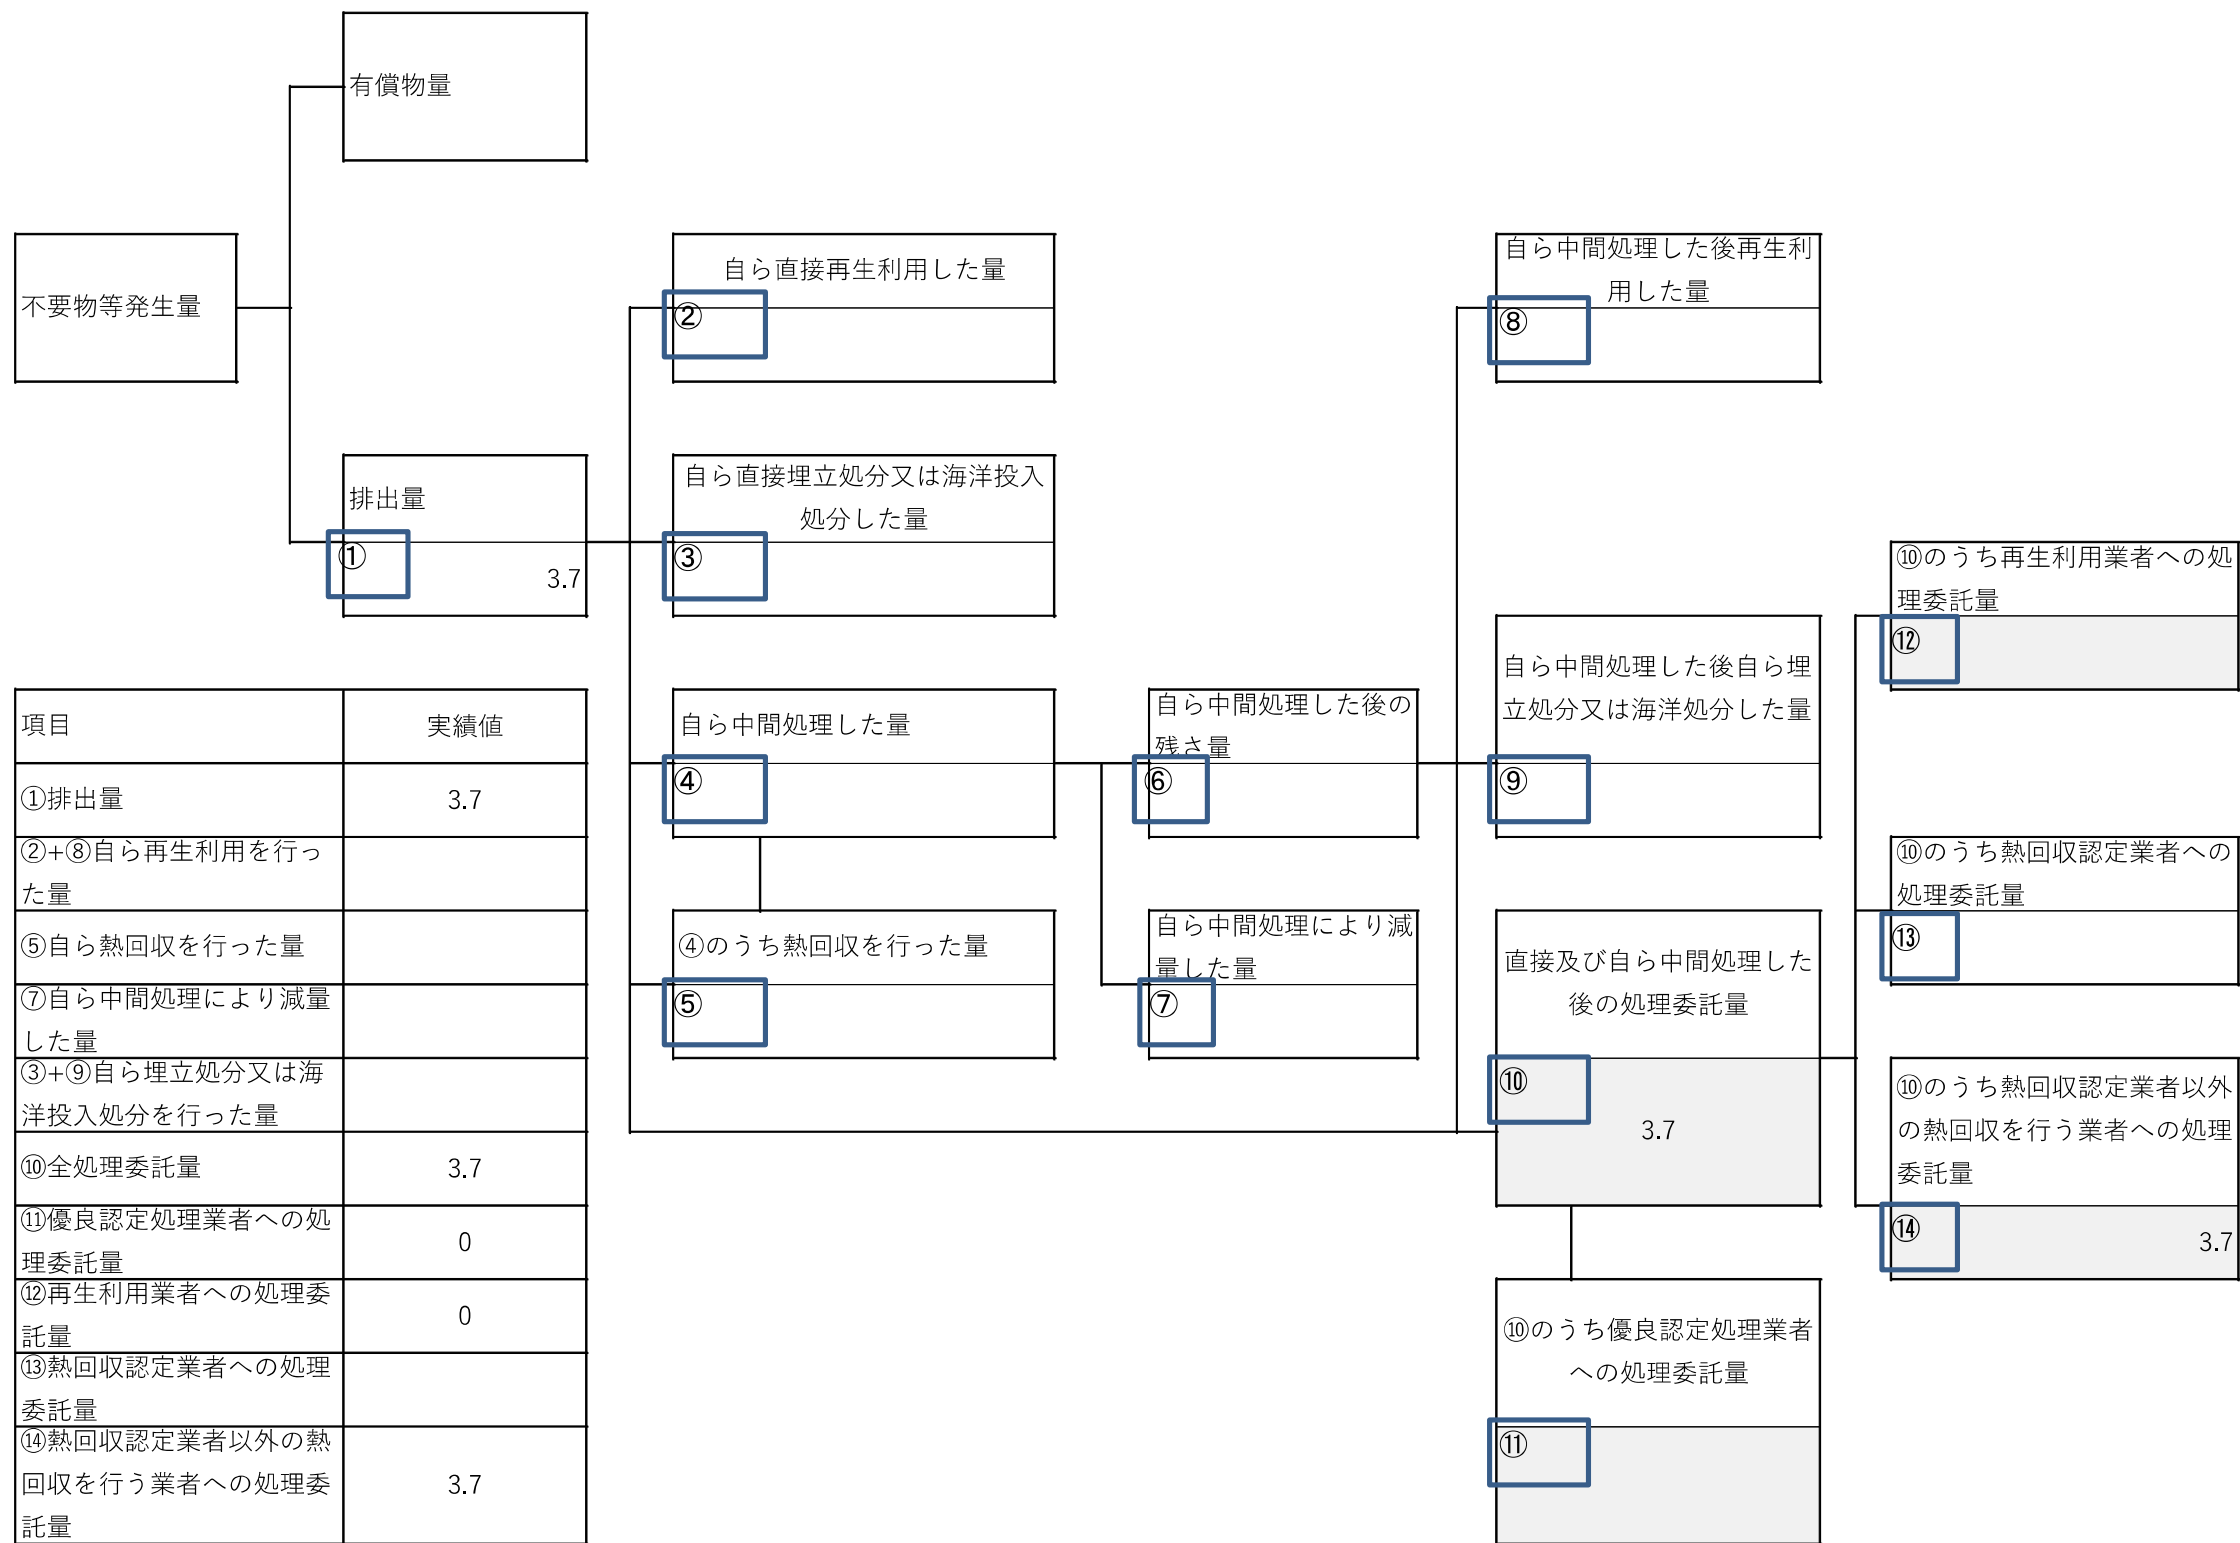 有償物量
不要物等発生量
自ら直接再生利用した量
②
自ら中間処理した後再生利
用した量
⑧
排出量
①
3.7
自ら直接埋立処分又は海洋投入
処分した量
③
⑩のうち再生利用業者への処
理委託量
⑫
自ら中間処理した量
④
自ら中間処理した後の
残さ量
⑥
自ら中間処理した後自ら埋
立処分又は海洋処分した量
⑨
⑩のうち熱回収認定業者への
処理委託量
⑬
④のうち熱回収を行った量
⑤
自ら中間処理により減
量した量
⑦
直接及び自ら中間処理した
後の処理委託量
⑩
3.7
⑩のうち熱回収認定業者以外
の熱回収を行う業者への処理
委託量
⑭
3.7
⑩のうち優良認定処理業者
への処理委託量
⑪
項目
実績値
①排出量
3.7
②+⑧自ら再生利用を行っ
た量
⑤自ら熱回収を行った量
⑦自ら中間処理により減量
した量
③+⑨自ら埋立処分又は海
洋投入処分を行った量
⑩全処理委託量
3.7
⑪優良認定処理業者への処
理委託量
0
⑫再生利用業者への処理委
託量
0
⑬熱回収認定業者への処理
委託量
⑭熱回収認定業者以外の熱
回収を行う業者への処理委
託量
3.7